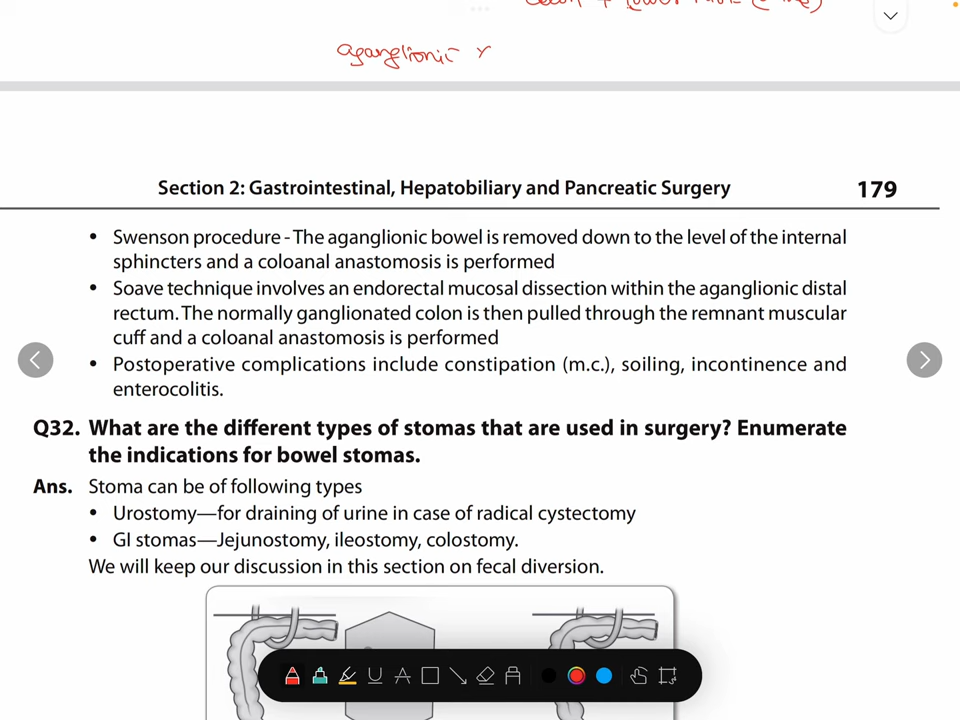 aganglionic
Section 2: Gastrointestinal, Hepatobiliary and Pancreatic Surgery 179
• Swenson procedure - The aganglionic bowel is removed down to the level of the internal
sphincters and a coloanal anastomosis is performed
• Soave technique involves an endorectal mucosal dissection within the aganglionic distal
rectum. The normally ganglionated colon is then pulled through the remnant muscular
cuff and a coloanal anastomosis is performed
• Postoperative complications include constipation (m.c.), soiling, incontinence and
enterocolitis.
Q32. What are the different types of stomas that are used in surgery? Enumerate
the indications for bowel stomas.
Ans. Stoma can be of following types
• Urostomy—for draining of urine in case of radical cystectomy
• GI stomas—Jejunostomy, ileostomy, colostomy.
We will keep our discussion in this section on fecal diversion.